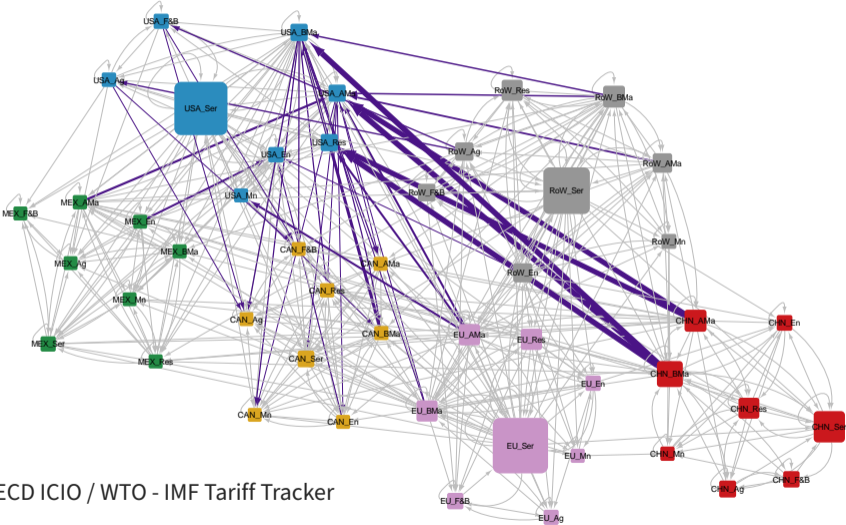 USA_F&B
USA_BMa
USA_Ag
USA_AMa
USA_Ser
RoW_Res
RoW_BMa
USA_Res
USA_En
RoW_Ag
RoW_AMa
USA_Mn
RoW_F&B
RoW_Ser
MEX_F&B
MEX_AMa
MEX_En
MEX_BMa
MEX_Ag
CAN_F&B
CAN_AMa
RoW_Mn
RoW_En
MEX_Mn
CAN_Res
CAN_Ag
CAN_BMa
EU_AMa
EU_Res
CHN_AMa
CHN_En
MEX_Ser
MEX_Res
CAN_Ser
CHN_BMa
EU_En
CAN_Mn
CAN_En
EU_BMa
CHN_Res
CHN_Ser
EU_Ser
EU_Mn
CHN_Mn
CHN_Ag
CHN_F&B
EU_F&B
EU_Ag
ECD ICIO / WTO - IMF Tariff Tracker